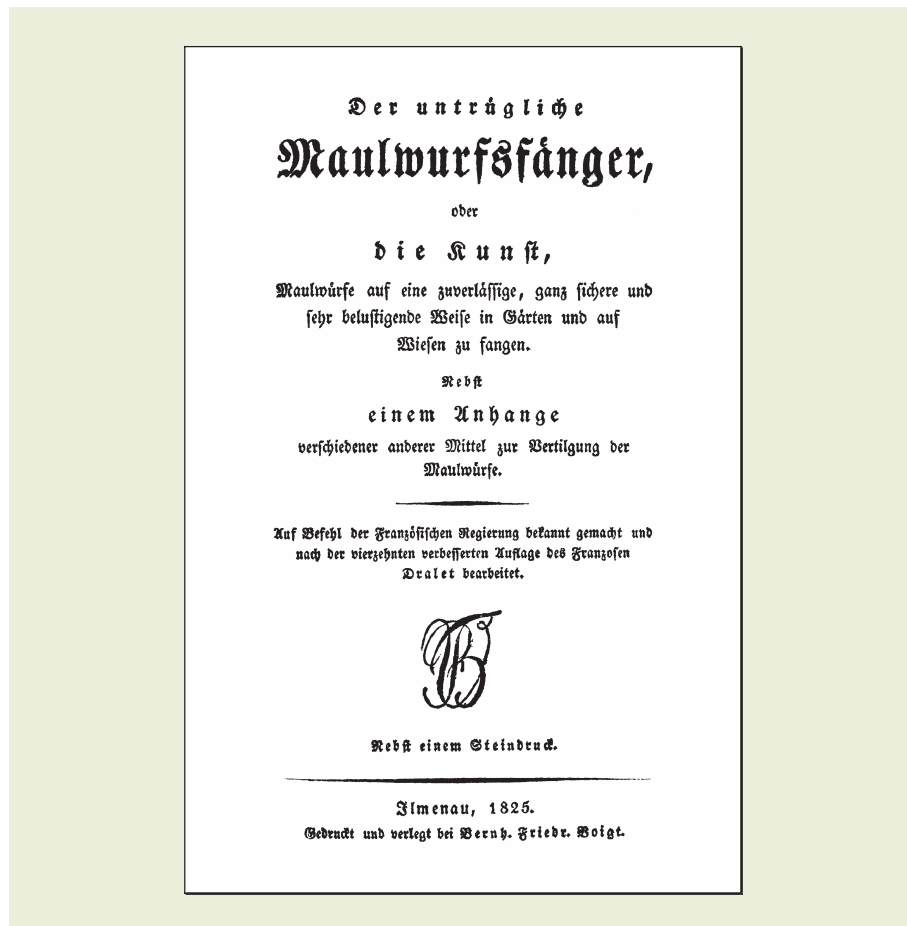 Der untrügliche
Maulwurfsfänger,
oder
die Kunſt,
Maulwürfe auf eine zuverläſſige, ganz ſichere und
ſehr beluſtigende Weiſe in Gärten und auf
Wieſen zu fangen.
Nebſt
einem Anhange
verſchiedener anderer Mittel zur Vertilgung der
Maulwürfe.
Auf Befehl der Franzöſiſchen Regierung bekannt gemacht und
nach der vierzehnten verbeſſerten Auflage des Franzoſen
Dralet bearbeitet.
Nebſt einem Steindruck.
Ilmenau, 1825.
Gedruckt und verlegt bei Bernh. Friedr. Voigt.